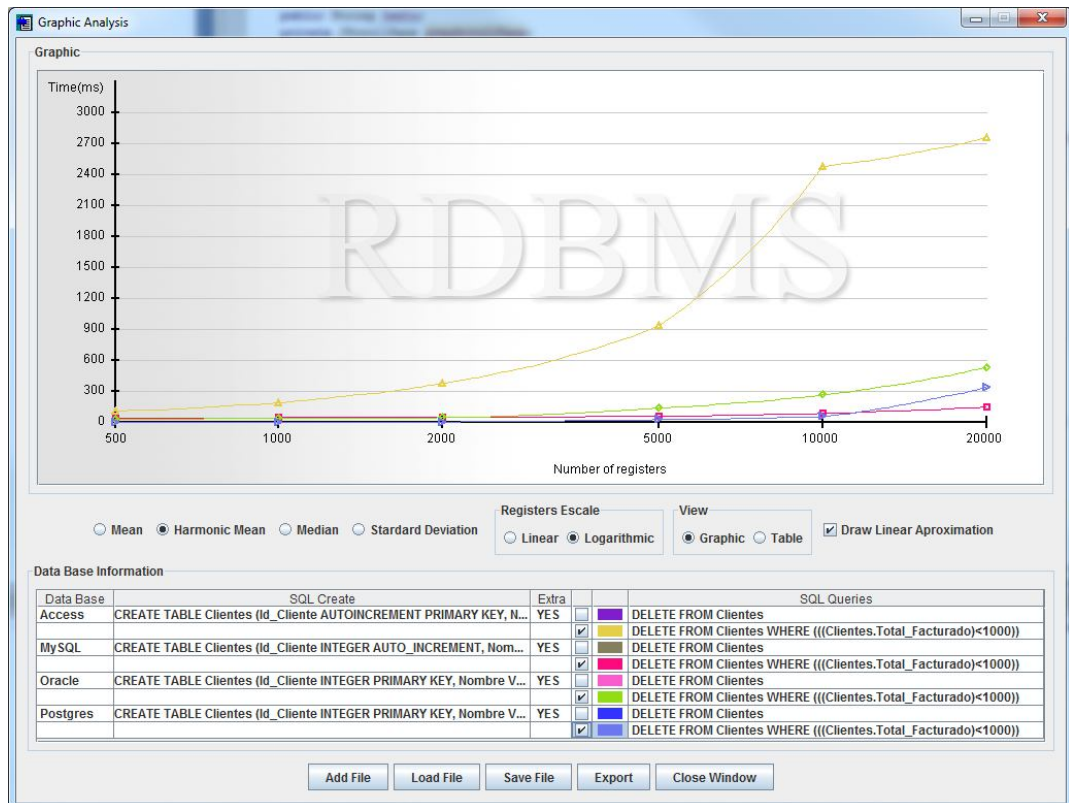 Graphic Analysis
Graphic
Time(ms)
3000
2700
2400
2100
1800
1500
1200
900
600
300
0
RDBMS
500 1000 2000 5000 10000 20000
Number of registers
Registers Escale
View
Mean Harmonic Mean Median Stardard Deviation
Linear Logarithmic
Graphic Table
Draw Linear Aproximation
Data Base Information
Data Base SQL Create Extra SQL Queries
Access CREATE TABLE Clientes (Id_Cliente AUTOINCREMENT PRIMARY KEY, N... YES DELETE FROM Clientes
DELETE FROM Clientes WHERE (((Clientes.Total_Facturado)<1000))
MySQL CREATE TABLE Clientes (Id_Cliente INTEGER AUTO_INCREMENT, Nom... YES DELETE FROM Clientes
DELETE FROM Clientes WHERE (((Clientes.Total_Facturado)<1000))
Oracle CREATE TABLE Clientes (Id_Cliente INTEGER PRIMARY KEY, Nombre V... YES DELETE FROM Clientes
DELETE FROM Clientes WHERE (((Clientes.Total_Facturado)<1000))
Postgres CREATE TABLE Clientes (Id_Cliente INTEGER PRIMARY KEY, Nombre V... YES DELETE FROM Clientes
DELETE FROM Clientes WHERE (((Clientes.Total_Facturado)<1000))
Add File Load File Save File Export Close Window